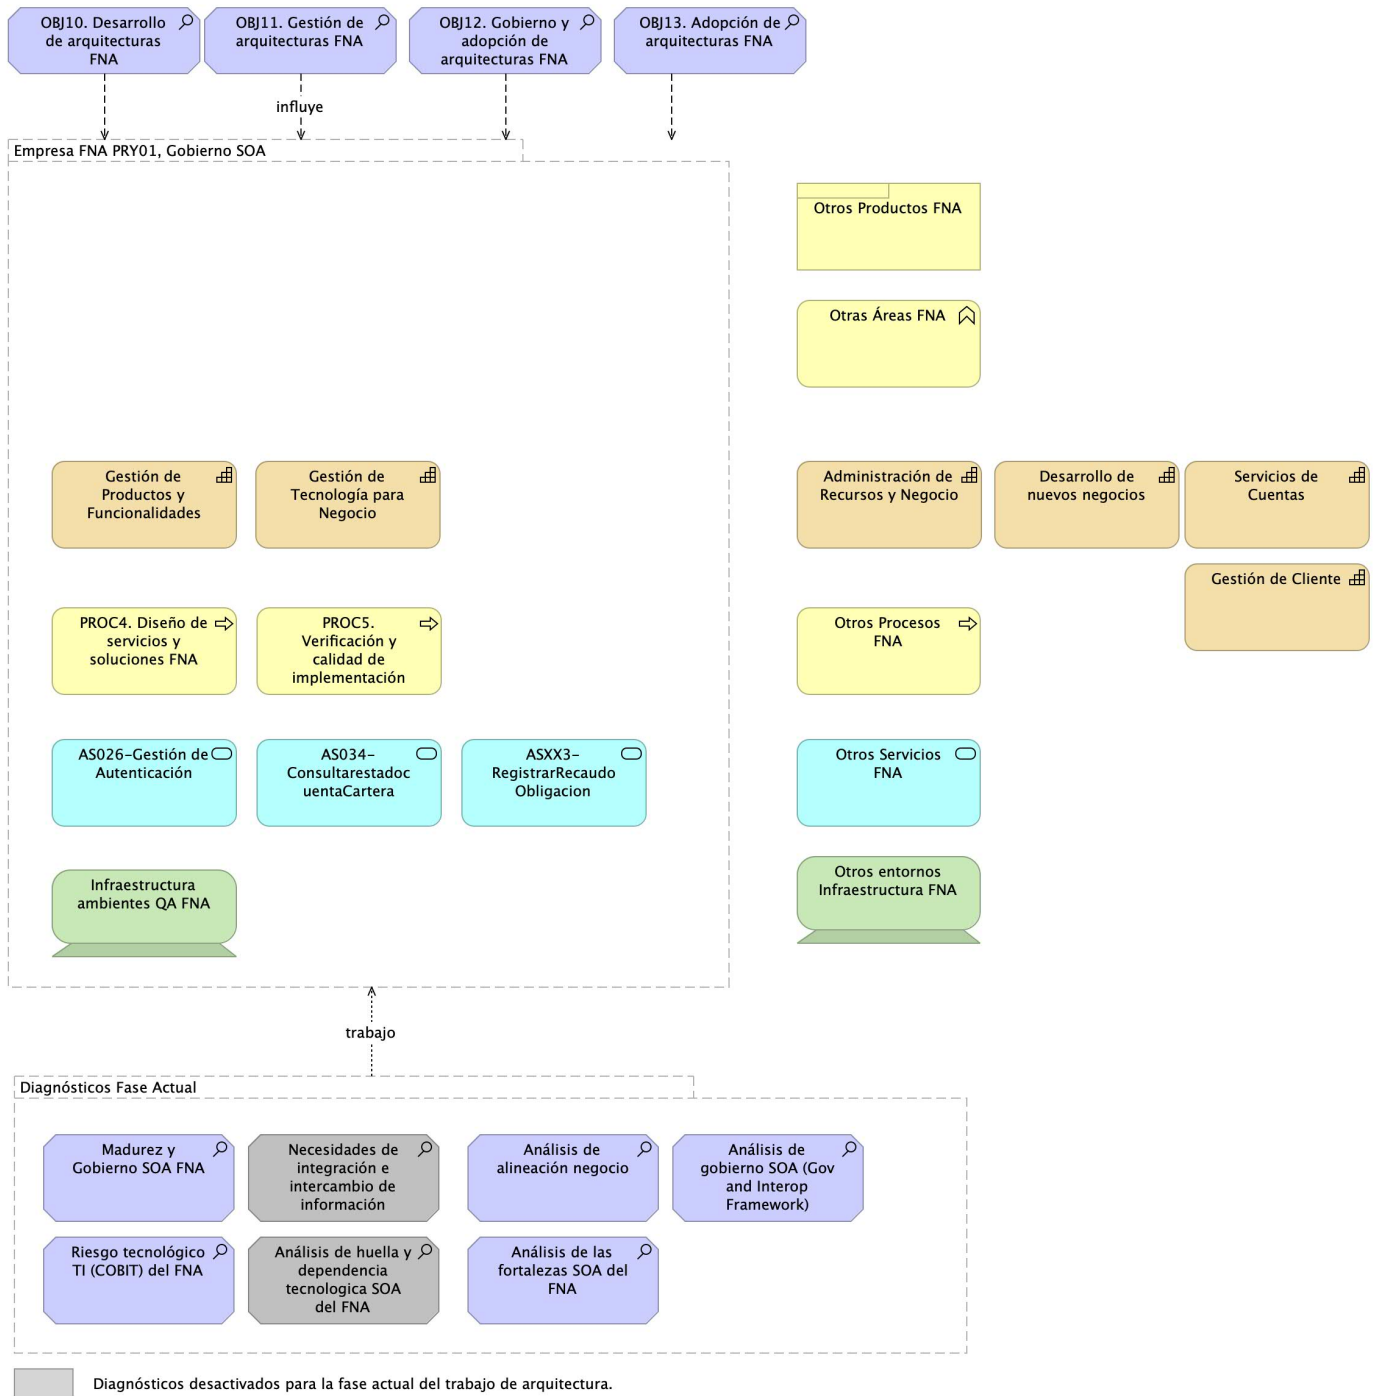 OBJ10. Desarrollo
de arquitecturas
FNA
OBJ11. Gestión de
arquitecturas FNA
OBJ12. Gobierno y
adopción de
arquitecturas FNA
OBJ13. Adopción de
arquitecturas FNA
influye
Empresa FNA PRY01, Gobierno SOA
Otros Productos FNA
Otras Áreas FNA
Gestión de
Productos y
Funcionalidades
Gestión de
Tecnología para
Negocio
Administración de
Recursos y Negocio
Desarrollo de
nuevos negocios
Servicios de
Cuentas
Gestión de Cliente
PROC4. Diseño de
servicios y
soluciones FNA
PROC5.
Verificación y
calidad de
implementación
Otros Procesos
FNA
AS026-Gestión de
Autenticación
AS034-
Consultarestadoc
uentaCartera
ASXX3-
RegistrarRecaudo
Obligacion
Otros Servicios
FNA
Infraestructura
ambientes QA FNA
Otros entornos
Infraestructura FNA
trabajo
Diagnósticos Fase Actual
Madurez y
Gobierno SOA FNA
Necesidades de
integración e
intercambio de
información
Análisis de
alineación negocio
Análisis de
gobierno SOA (Gov
and Interop
Framework)
Riesgo tecnológico
TI (COBIT) del FNA
Análisis de huella y
dependencia
tecnologica SOA
del FNA
Análisis de las
fortalezas SOA del
FNA
Diagnósticos desactivados para la fase actual del trabajo de arquitectura.